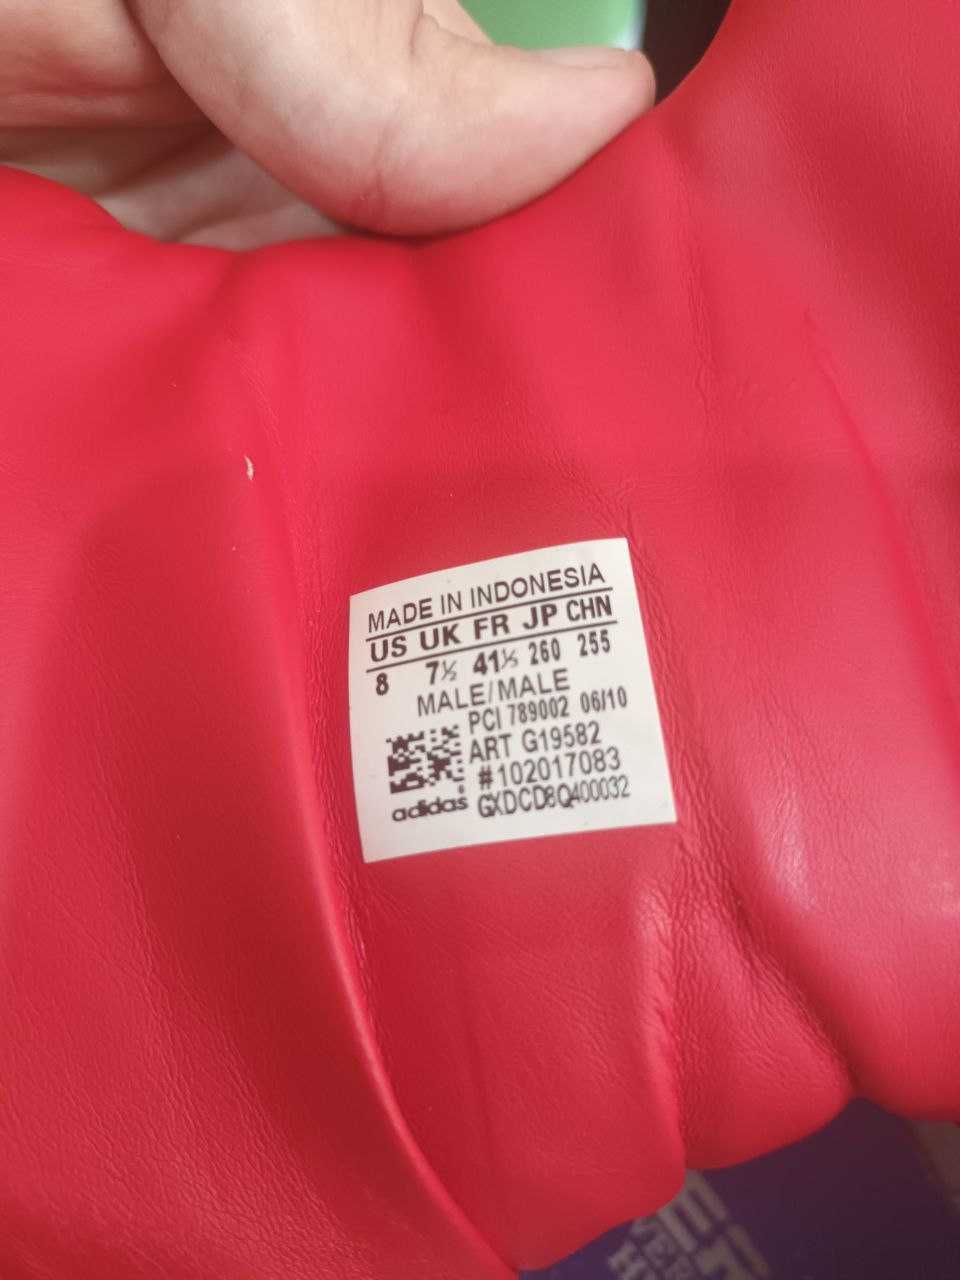 MADE IN INDONESIA
US UK FR JP CHN
8 7½ 41⅓ 260 255
MALE/MALE
PCI 789002 06/10
ART G19582
#102017083
adidas GXDCD8Q400032